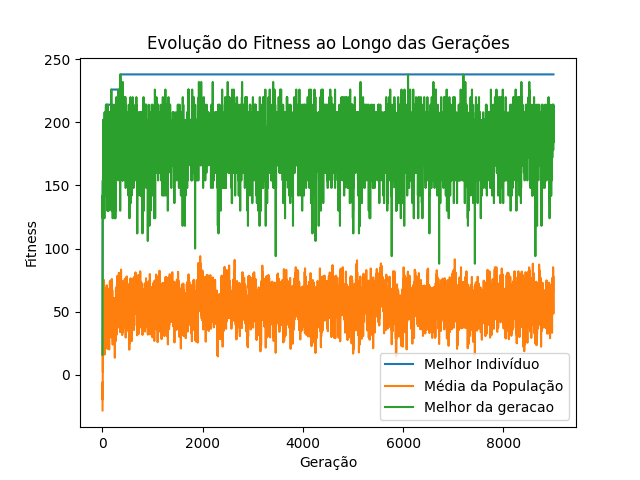 Evolução do Fitness ao Longo das Gerações
250
200
150
100
50
0
Fitness
0 2000 4000 6000 8000
Geração
Melhor Indivíduo
Média da População
Melhor da geracao